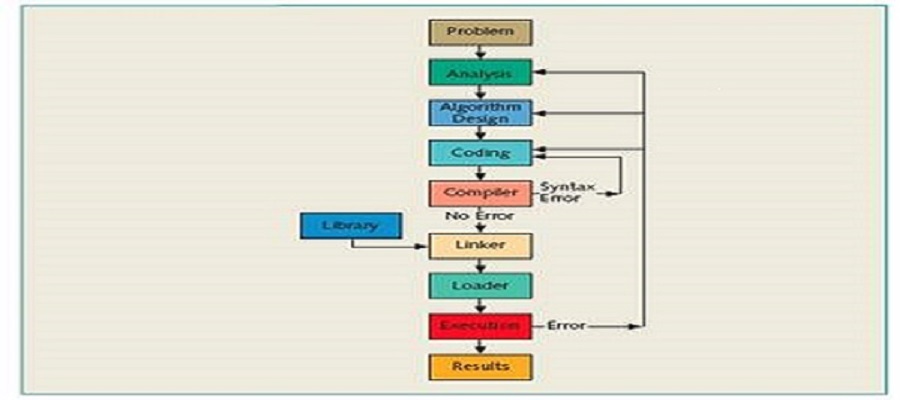 Problem
Analysis
Algorithm
Design
Coding
Compiler
Syntax
Error
No Error
Library
Linker
Loader
Execution
Error
Results